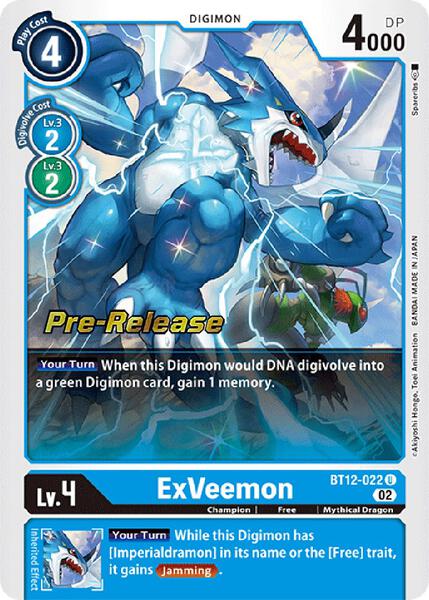 Play Cost
4
DIGIMON
4000
DP
Digivolve Cost
Lv.3
2
Lv.3
2
Spareribs
©Akiyoshi Hongo, Toei Animation BANDAI MADE IN JAPAN
Pre-Release
Your Turn When this Digimon would DNA digivolve into
a green Digimon card, gain 1 memory.
Lv.4
ExVeemon
BT12-022 U
02
Champion Free Mythical Dragon
Inherited Effect
Your Turn While this Digimon has
[Imperialdramon] in its name or the [Free] trait,
it gains Jamming.